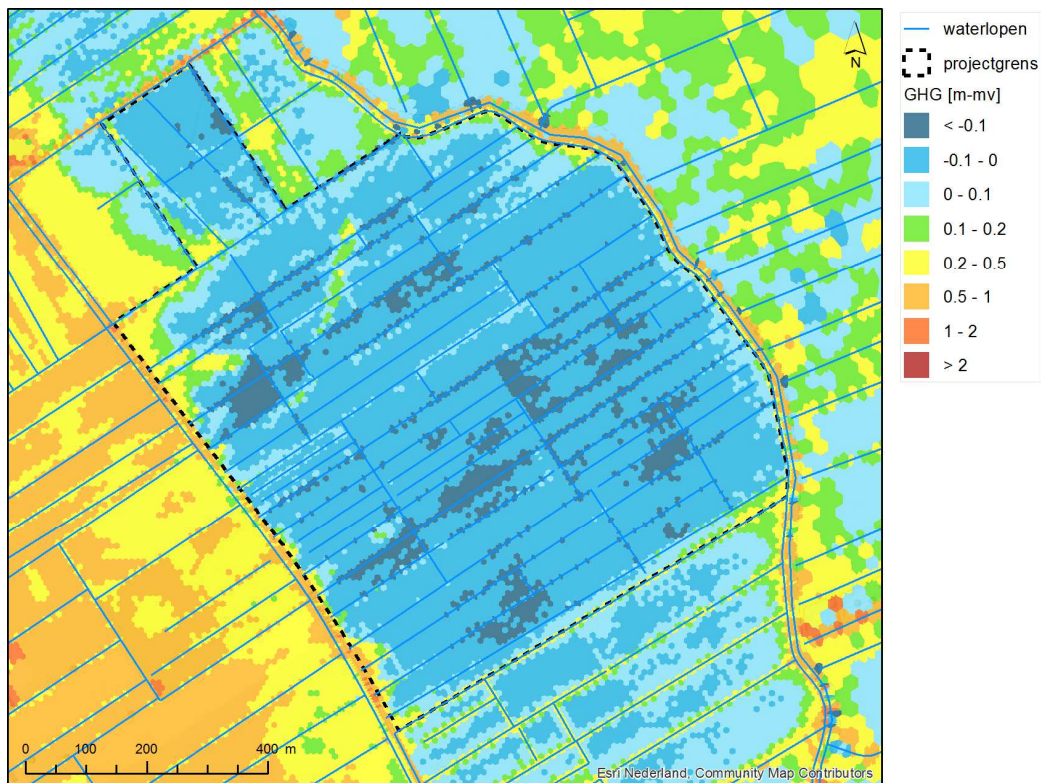 N
waterlopen
projectgrens
GHG [m-mv]
< -0.1
-0.1 - 0
0 - 0.1
0.1 - 0.2
0.2 - 0.5
0.5 - 1
1 - 2
> 2
0 100 200 400 m
Esri Nederland, Community Map Contributors